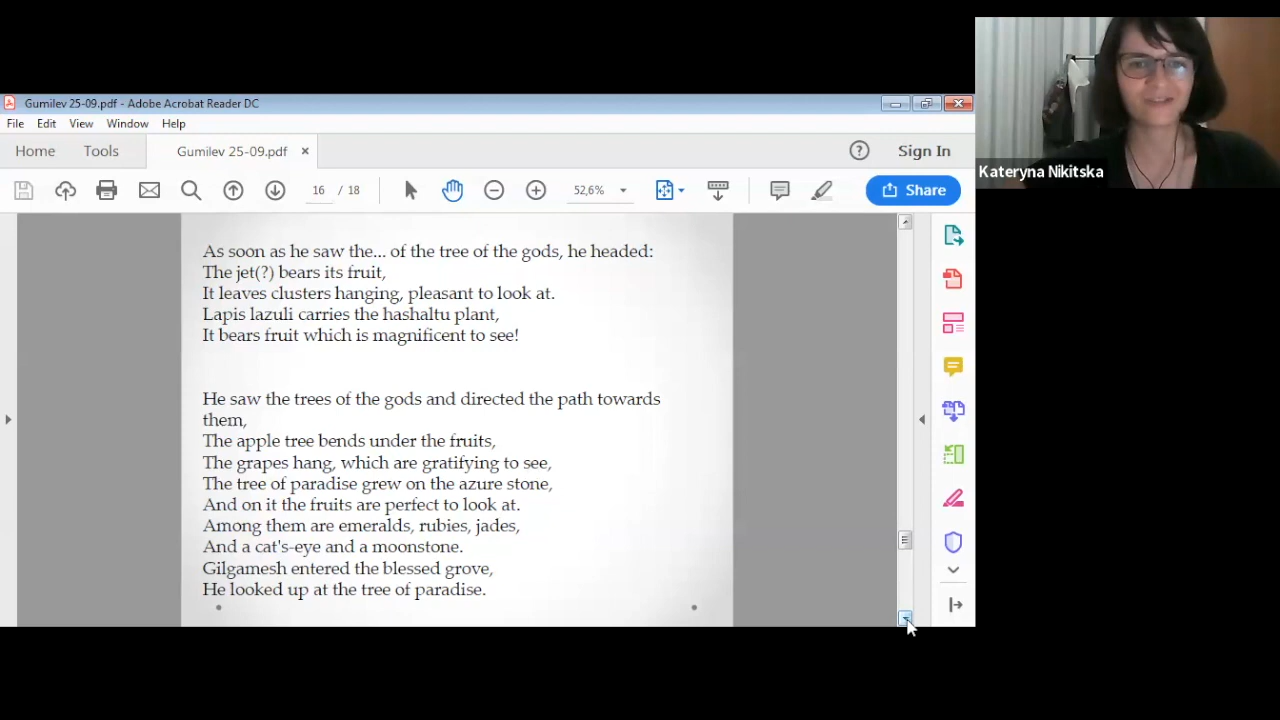 Gumilev 25-09.pdf - Adobe Acrobat Reader DC
File Edit View Window Help
Home Tools Gumilev 25-09.pdf × Sign In
16 / 18 52,6% Share
As soon as he saw the... of the tree of the gods, he headed:
The jet(?) bears its fruit,
It leaves clusters hanging, pleasant to look at.
Lapis lazuli carries the hashaltu plant,
It bears fruit which is magnificent to see!
He saw the trees of the gods and directed the path towards
them,
The apple tree bends under the fruits,
The grapes hang, which are gratifying to see,
The tree of paradise grew on the azure stone,
And on it the fruits are perfect to look at.
Among them are emeralds, rubies, jades,
And a cat's-eye and a moonstone.
Gilgamesh entered the blessed grove,
He looked up at the tree of paradise.
Kateryna Nikitska